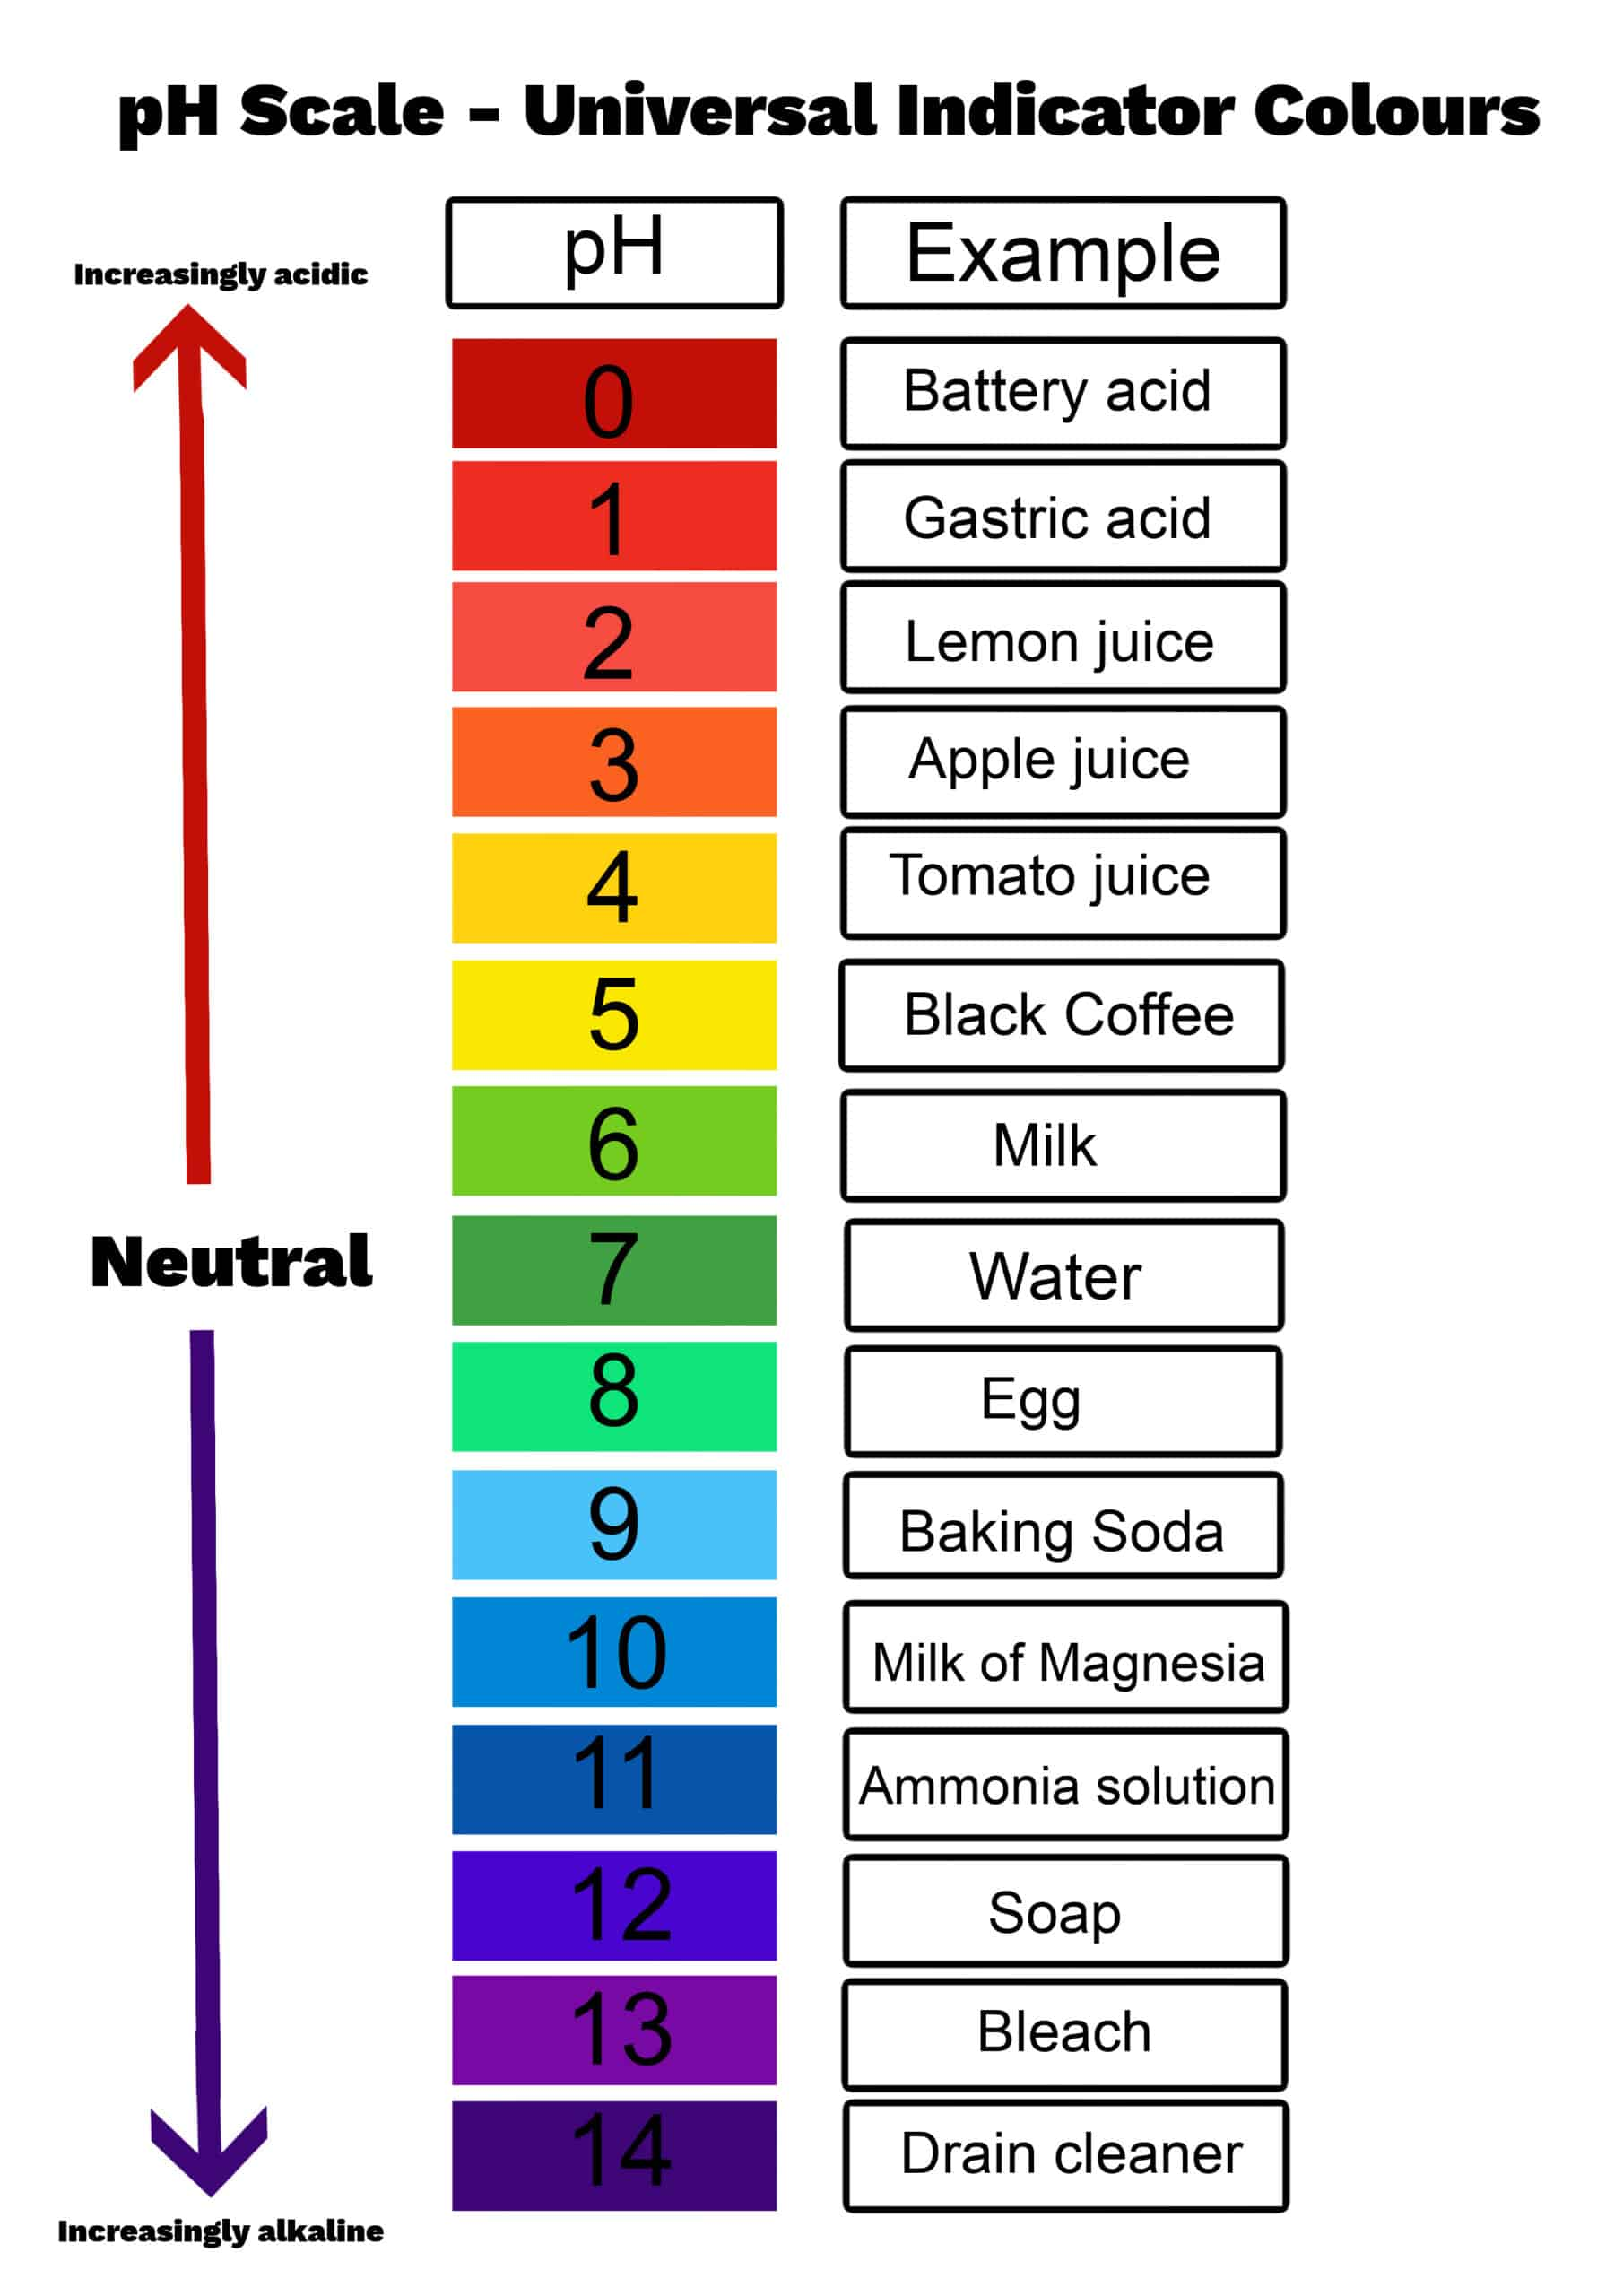 pH Scale - Universal Indicator Colours
pH Example
Increasingly acidic
0 Battery acid
1 Gastric acid
2 Lemon juice
3 Apple juice
4 Tomato juice
5 Black Coffee
6 Milk
Neutral
7 Water
8 Egg
9 Baking Soda
10 Milk of Magnesia
11 Ammonia solution
12 Soap
13 Bleach
14 Drain cleaner
Increasingly alkaline